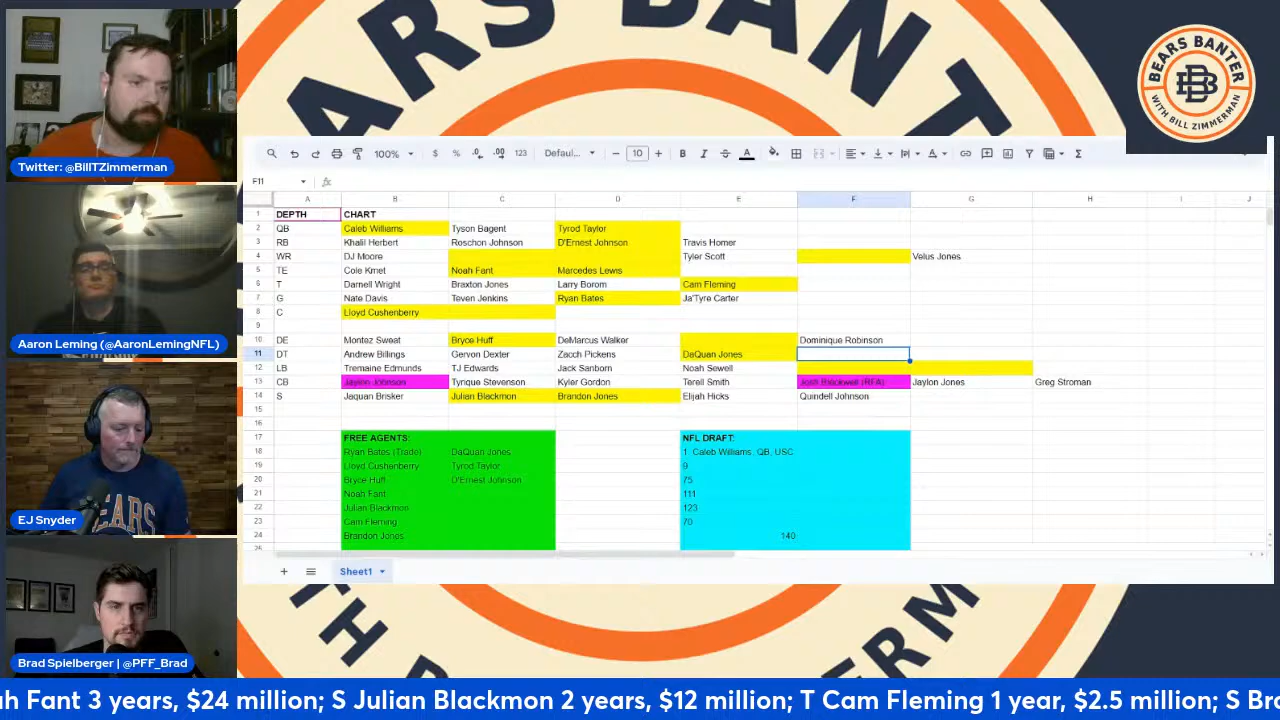 BEARS BANTER
BEARS BANTER
BB
WITH BILL ZIMMERMAN
Twitter: @BillTZimmerman
Aaron Leming (@AaronLemingNFL)
BEARS
EJ Snyder
Brad Spielberger | @PFF_Brad
100% $ % .0 .00 123 Defaul... 10 B I A Σ
F11 fx
A B C D E F G H I J
1 DEPTH CHART
2 QB Caleb Williams Tyson Bagent Tyrod Taylor
3 RB Khalil Herbert Roschon Johnson D'Ernest Johnson Travis Homer
4 WR DJ Moore Tyler Scott Velus Jones
5 TE Cole Kmet Noah Fant Marcedes Lewis
6 T Darnell Wright Braxton Jones Larry Borom Cam Fleming
7 G Nate Davis Teven Jenkins Ryan Bates Ja'Tyre Carter
8 C Lloyd Cushenberry
9
10 DE Montez Sweat Bryce Huff DeMarcus Walker Dominique Robinson
11 DT Andrew Billings Gervon Dexter Zacch Pickens DaQuan Jones
12 LB Tremaine Edmunds TJ Edwards Jack Sanborn Noah Sewell
13 CB Jaylon Johnson Tyrique Stevenson Kyler Gordon Terell Smith Josh Blackwell (RFA) Jaylon Jones Greg Stroman
14 S Jaquan Brisker Julian Blackmon Brandon Jones Elijah Hicks Quindell Johnson
15
16
17 FREE AGENTS: NFL DRAFT:
18 Ryan Bates (Trade) DaQuan Jones 1 Caleb Williams, QB, USC
19 Lloyd Cushenberry Tyrod Taylor 9
20 Bryce Huff D'Ernest Johnson 75
21 Noah Fant 111
22 Julian Blackmon 123
23 Cam Fleming 70
24 Brandon Jones 140
Sheet1
ah Fant 3 years, $24 million; S Julian Blackmon 2 years, $12 million; T Cam Fleming 1 year, $2.5 million; S Br